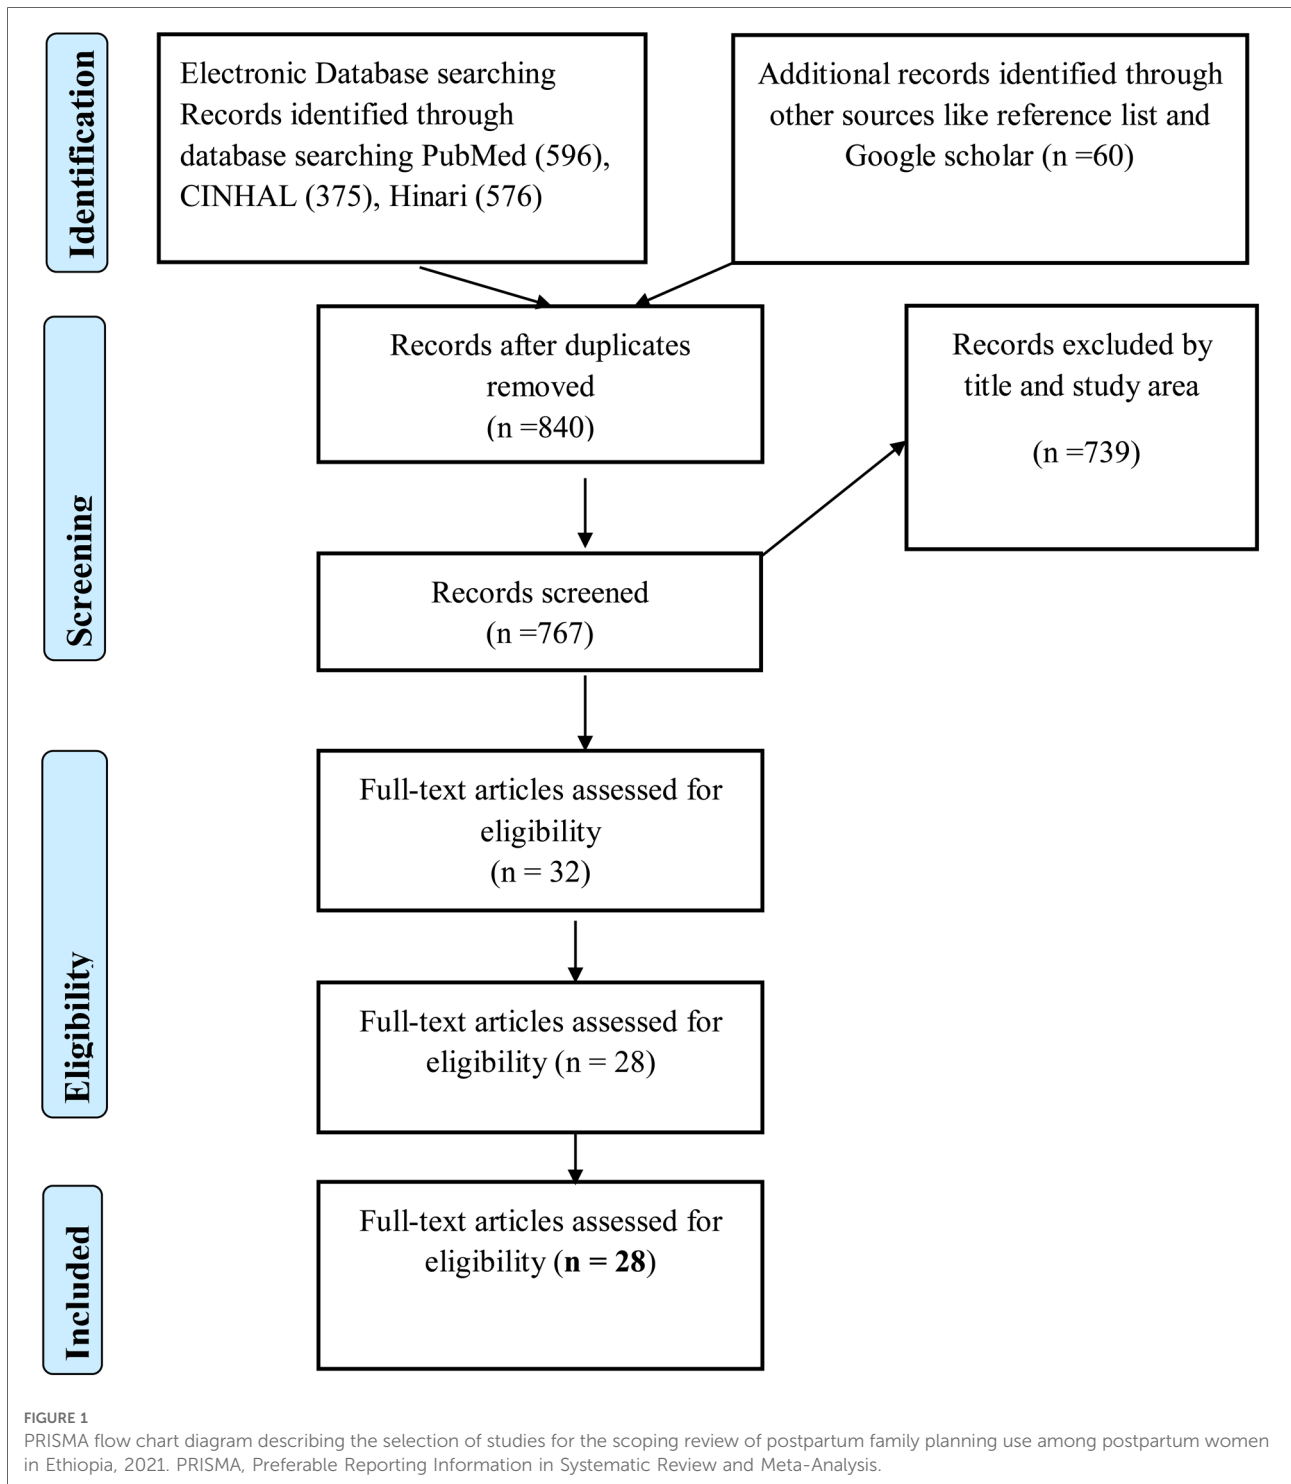 Identification
Electronic Database searching
Records identified through
database searching PubMed (596),
CINHAL (375), Hinari (576)
Additional records identified through
other sources like reference list and
Google scholar (n =60)
Screening
Records after duplicates
removed
(n =840)
Records excluded by
title and study area
(n =739)
Records screened
(n =767)
Eligibility
Full-text articles assessed for
eligibility
(n = 32)
Full-text articles assessed for
eligibility (n = 28)
Included
Full-text articles assessed for
eligibility (n = 28)
FIGURE 1
PRISMA flow chart diagram describing the selection of studies for the scoping review of postpartum family planning use among postpartum women
in Ethiopia, 2021. PRISMA, Preferable Reporting Information in Systematic Review and Meta-Analysis.